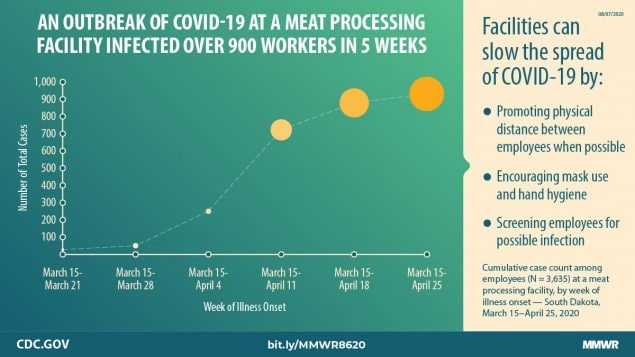 AN OUTBREAK OF COVID-19 AT A MEAT PROCESSING
FACILITY INFECTED OVER 900 WORKERS IN 5 WEEKS
Number of Total Cases
1,000
900
800
700
600
500
400
300
200
100
March 15-
March 21
March 15-
March 28
March 15-
April 4
March 15-
April 11
March 15-
April 18
March 15-
April 25
Week of Illness Onset
08/07/2020
Facilities can
slow the spread
of COVID-19 by:
• Promoting physical
distance between
employees when possible
• Encouraging mask use
and hand hygiene
• Screening employees for
possible infection
Cumulative case count among
employees (N = 3,635) at a meat
processing facility, by week of
illness onset — South Dakota,
March 15–April 25, 2020
CDC.GOV
bit.ly/MMWR8620
MMWR